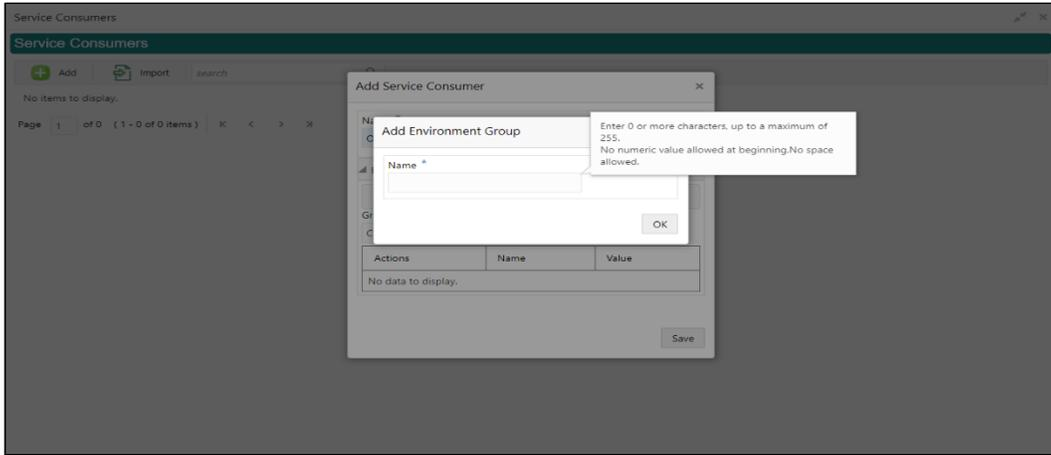 Service Consumers
Service Consumers
Add Import search
No items to display.
Page 1 of 0 ( 1 - 0 of 0 items )
Add Service Consumer
Add Environment Group
Name *
Enter 0 or more characters, up to a maximum of
255.
No numeric value allowed at beginning.No space
allowed.
OK
Actions Name Value
No data to display.
Save